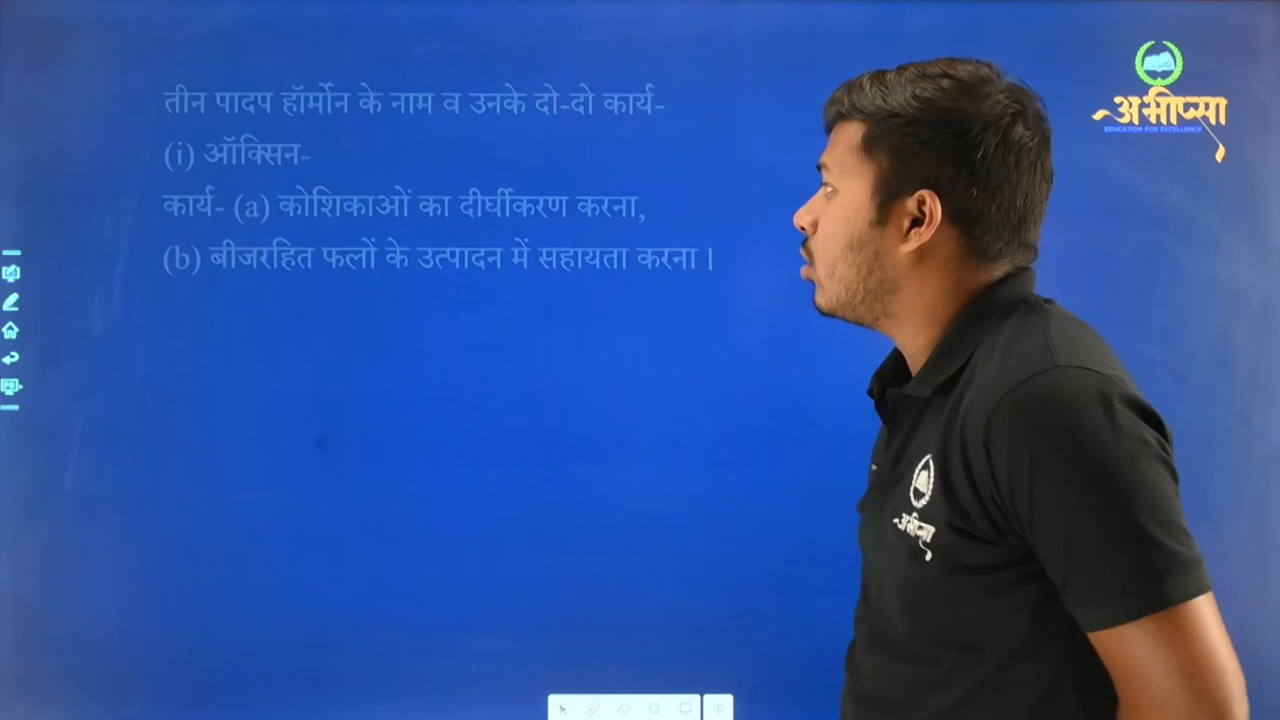 तीन पादप हॉर्मोन के नाम व उनके दो-दो कार्य-
(i) ऑक्सिन-
कार्य- (a) कोशिकाओं का दीर्घीकरण करना,
(b) बीजरहित फलों के उत्पादन में सहायता करना।
अभीप्सा
EDUCATION FOR EXCELLENCE
अभीप्सा